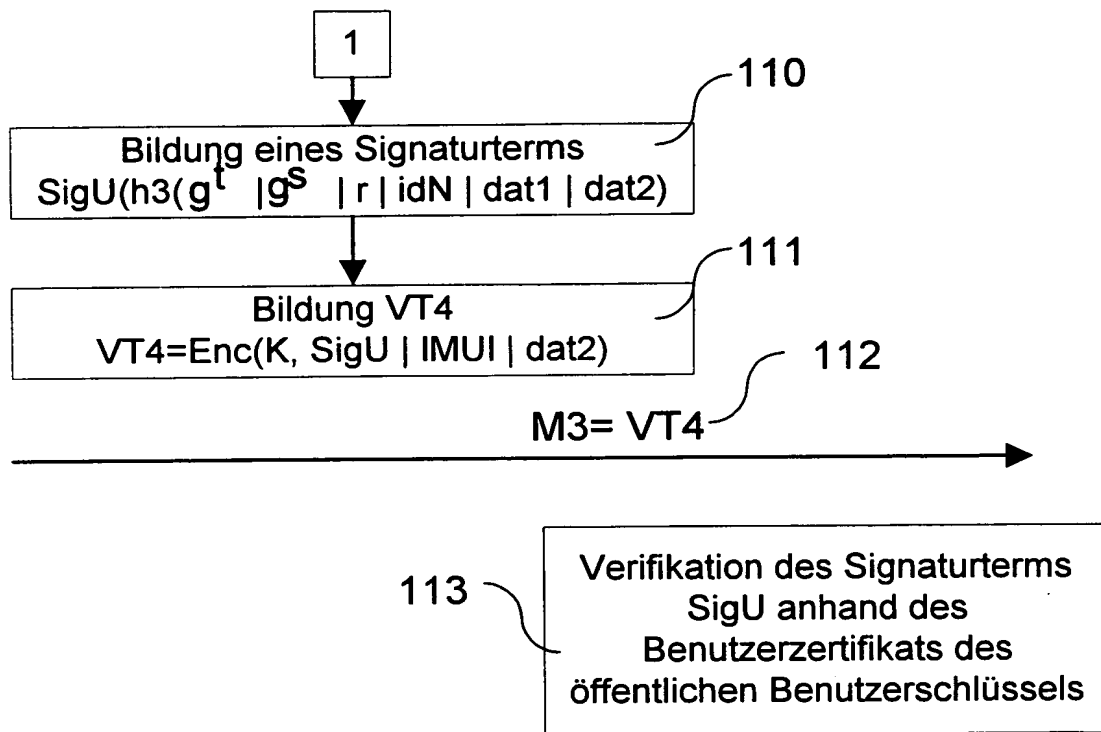 1
110
Bildung eines Signaturterms
SigU(h3(g^t |g^s | r | idN | dat1 | dat2)
111
Bildung VT4
VT4=Enc(K, SigU | IMUI | dat2)
112
M3= VT4
113
Verifikation des Signaturterms
SigU anhand des
Benutzerzertifikats des
öffentlichen Benutzerschlüssels